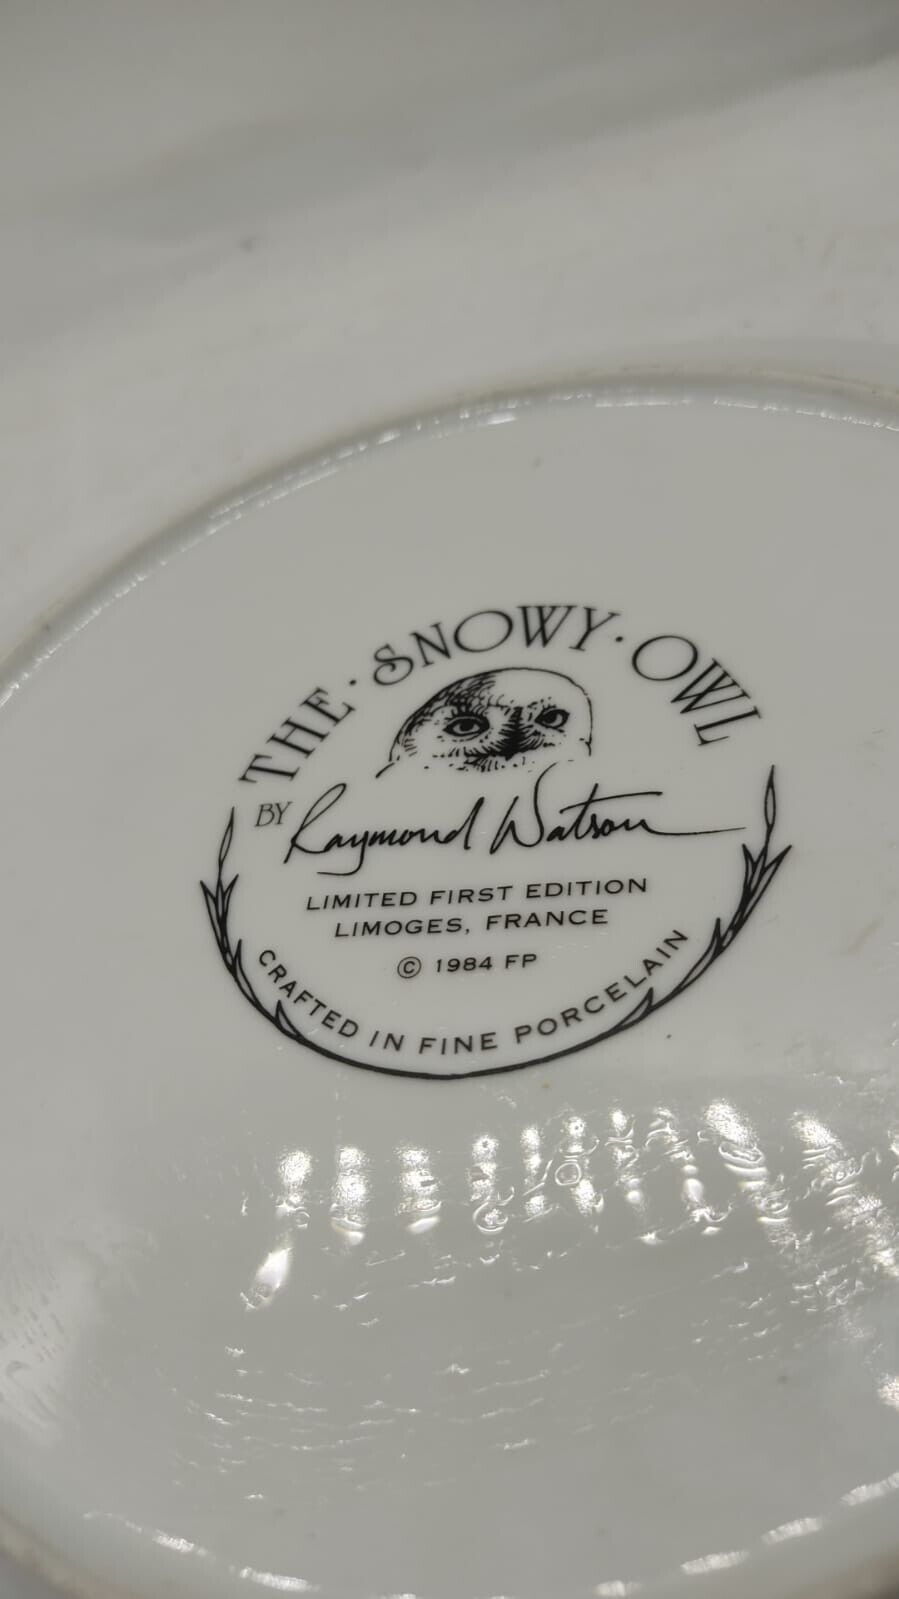 THE · SNOWY · OWL
BY Raymond Watson
LIMITED FIRST EDITION
LIMOGES, FRANCE
© 1984 FP
CRAFTED IN FINE PORCELAIN